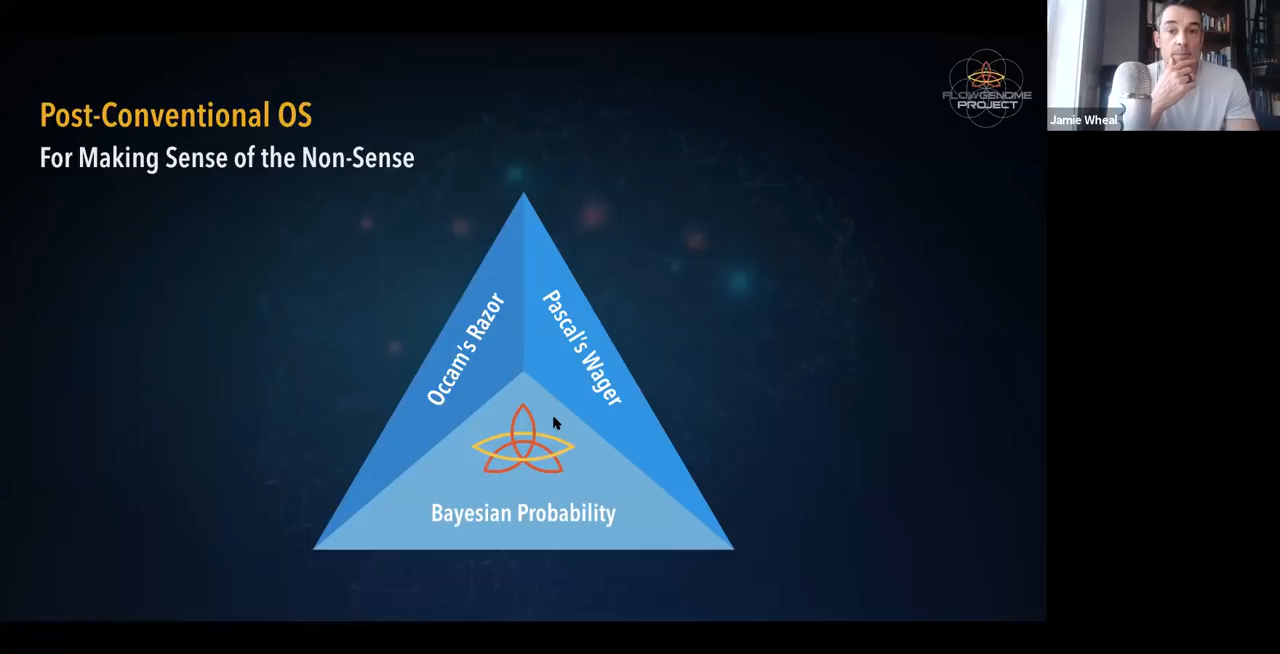 Post-Conventional OS
For Making Sense of the Non-Sense
FLOWGENOME
PROJECT
Jamie Wheal
Occam's Razor
Pascal's Wager
Bayesian Probability